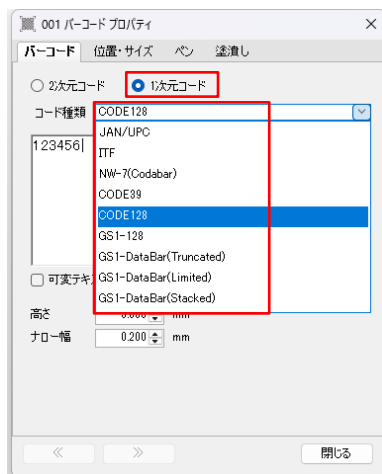 001 バーコード プロパティ
バーコード 位置・サイズ ペン 塗潰し
2次元コード 1次元コード
コード種類 CODE128
123456
JAN/UPC
ITF
NW-7(Codabar)
CODE39
CODE128
GS1-128
GS1-DataBar(Truncated)
GS1-DataBar(Limited)
GS1-DataBar(Stacked)
可変テキ
高さ mm
ナロー幅 0.200 mm
閉じる